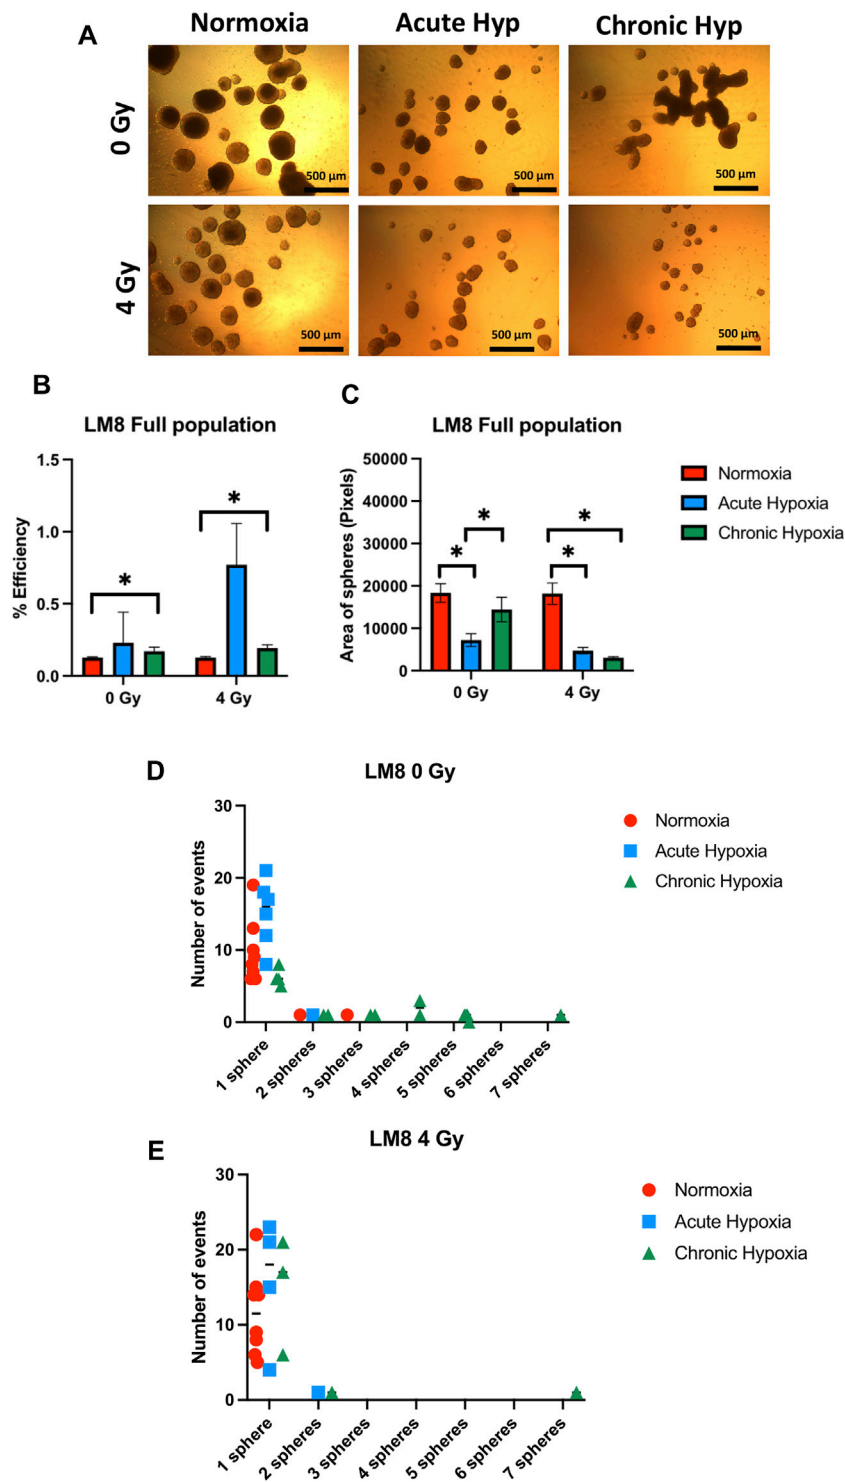 A
Normoxia
Acute Hyp
Chronic Hyp
0 Gy
500 µm
500 µm
500 µm
4 Gy
500 µm
500 µm
500 µm
B
LM8 Full population
% Efficiency
1.5
1.0
0.5
0.0
*
*
0 Gy
4 Gy
C
LM8 Full population
Area of spheres (Pixels)
50000
40000
30000
20000
10000
0
*
*
*
*
0 Gy
4 Gy
Normoxia
Acute Hypoxia
Chronic Hypoxia
D
LM8 0 Gy
Number of events
30
20
10
0
1 sphere
2 spheres
3 spheres
4 spheres
5 spheres
6 spheres
7 spheres
Normoxia
Acute Hypoxia
Chronic Hypoxia
E
LM8 4 Gy
Number of events
30
20
10
0
1 sphere
2 spheres
3 spheres
4 spheres
5 spheres
6 spheres
7 spheres
Normoxia
Acute Hypoxia
Chronic Hypoxia